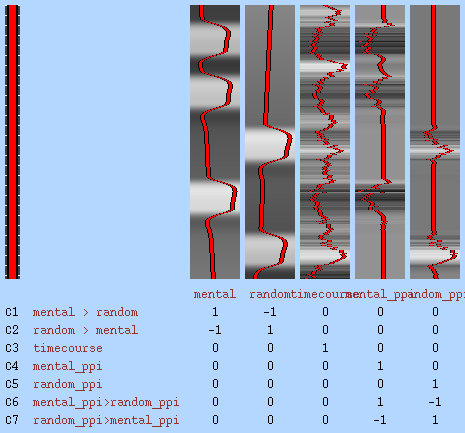 mental randomtimecourse mental_ppi random_ppi
C1 mental > random 1 -1 0 0 0
C2 random > mental -1 1 0 0 0
C3 timecourse 0 0 1 0 0
C4 mental_ppi 0 0 0 1 0
C5 random_ppi 0 0 0 0 1
C6 mental_ppi>random_ppi 0 0 0 1 -1
C7 random_ppi>mental_ppi 0 0 0 -1 1